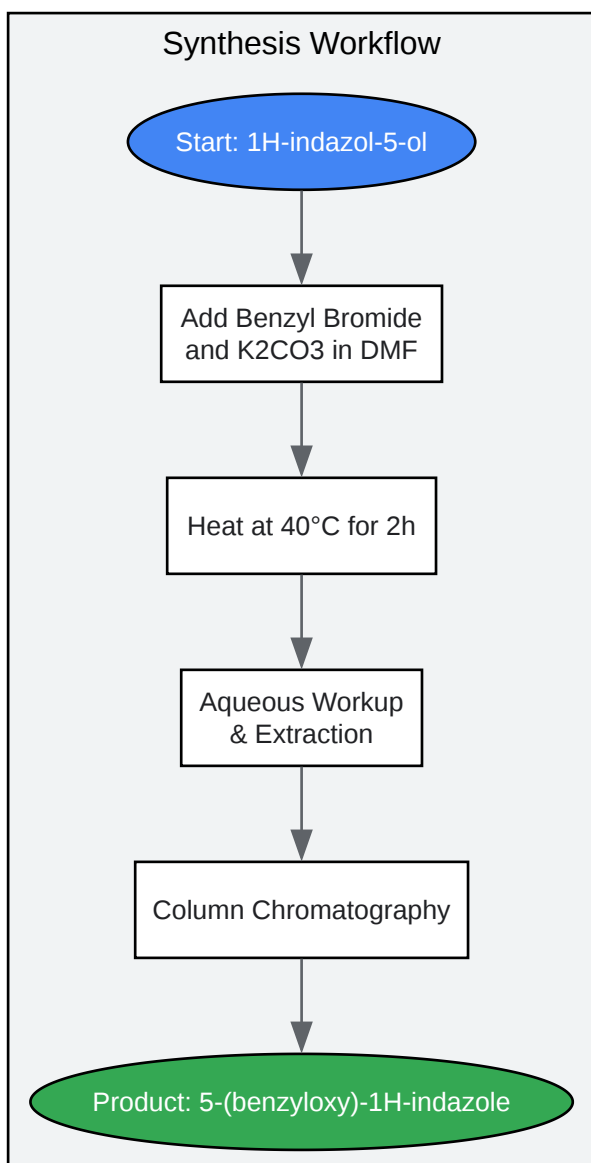 Synthesis Workflow
Start: 1H-indazol-5-ol
Add Benzyl Bromide
and K2CO3 in DMF
Heat at 40°C for 2h
Aqueous Workup
& Extraction
Column Chromatography
Product: 5-(benzyloxy)-1H-indazole